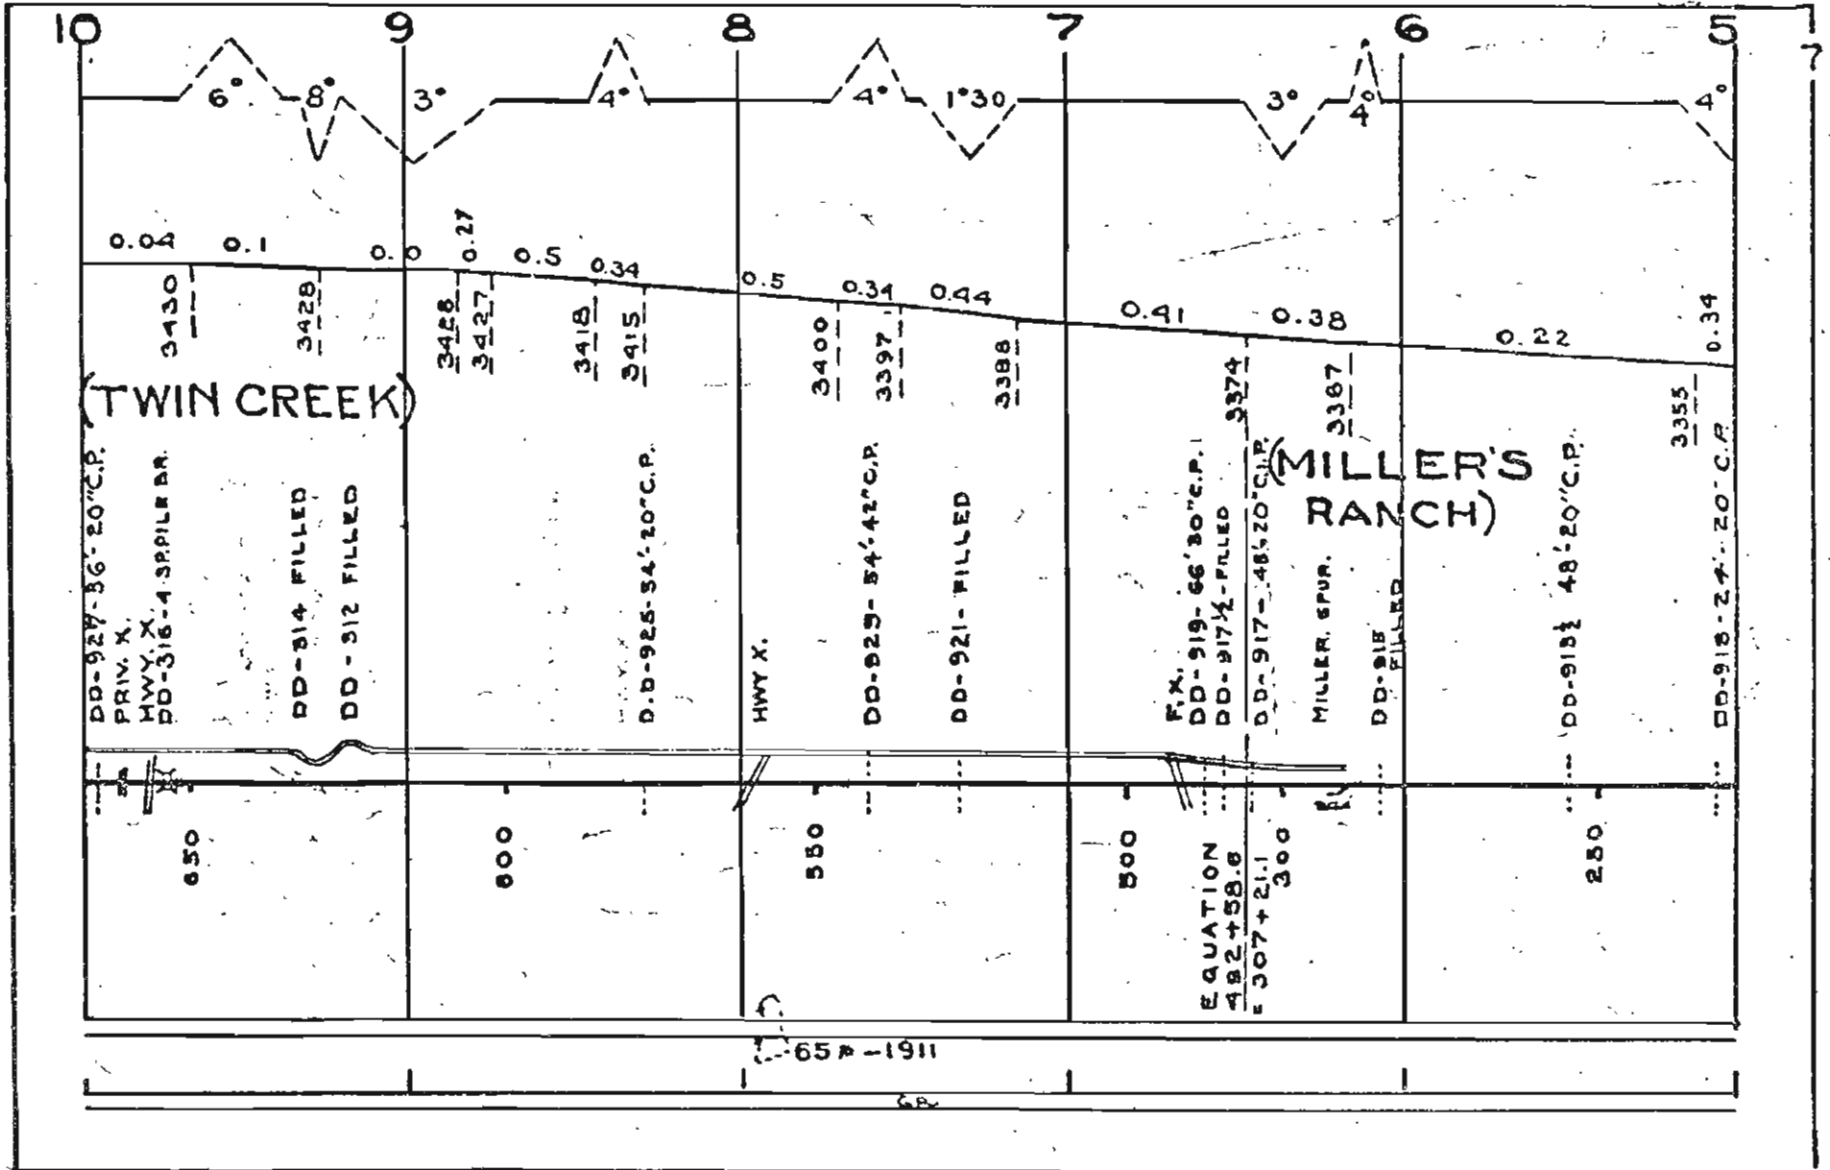 10 9 8 7 6 5
7
6° 8° 3° 4° 4° 1°30 3° 4° 4°
0.04 0.1 0.0 0.27 0.5 0.34 0.5 0.34 0.44 0.41 0.38 0.22 0.34
3430
3428
3428
3427
3418
3415
3400
3397
3388
3374
3367
3355
(TWIN CREEK)
(MILLER'S
RANCH)
DD-927-36'-20"C.P.
PRIV. X.
HWY. X.
DD-316-4 SP.PILE BR.
DD-314 FILLED
DD-312 FILLED
D.D-925-34'-20"C.P.
HWY X.
DD-923-54'-42"C.P.
DD-921-FILLED
F.X.
DD-919-66'30"C.P.
DD-917½-FILLED
DD-917-48'-20"C.P.
MILLER. SPUR.
DD-915
FILLED
DD-913½ 48'-20"C.P.
DD-913-24'-20"C.P.
650
600
550
500
300
250
EQUATION
482+58.6
=307+21.1
65#-1911
GR